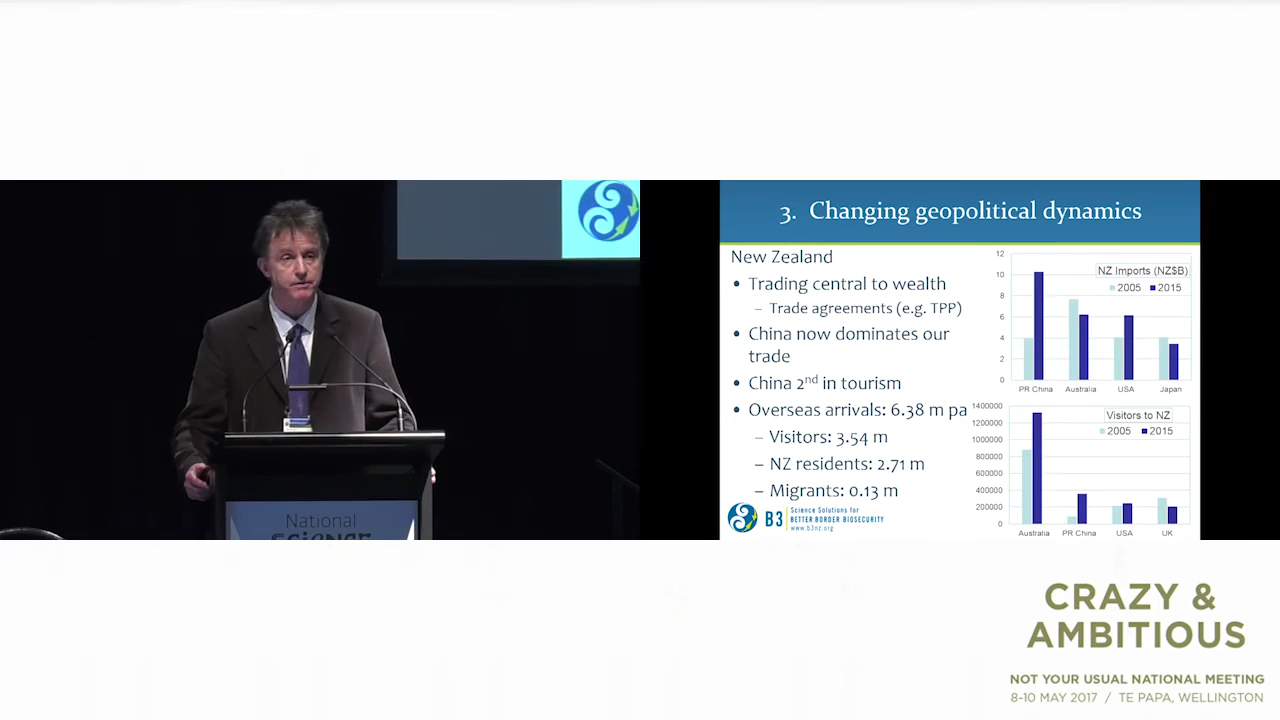 National
Science
3. Changing geopolitical dynamics
New Zealand
• Trading central to wealth
– Trade agreements (e.g. TPP)
• China now dominates our
trade
• China 2nd in tourism
• Overseas arrivals: 6.38 m pa
– Visitors: 3.54 m
– NZ residents: 2.71 m
– Migrants: 0.13 m
B3 Science Solutions for
BETTER BORDER BIOSECURITY
www.b3nz.org
NZ Imports (NZ$B)
2005 2015
12
10
8
6
4
2
0
PR China Australia USA Japan
Visitors to NZ
2005 2015
1400000
1200000
1000000
800000
600000
400000
200000
0
Australia PR China USA UK
CRAZY &
AMBITIOUS
NOT YOUR USUAL NATIONAL MEETING
8-10 MAY 2017 / TE PAPA, WELLINGTON